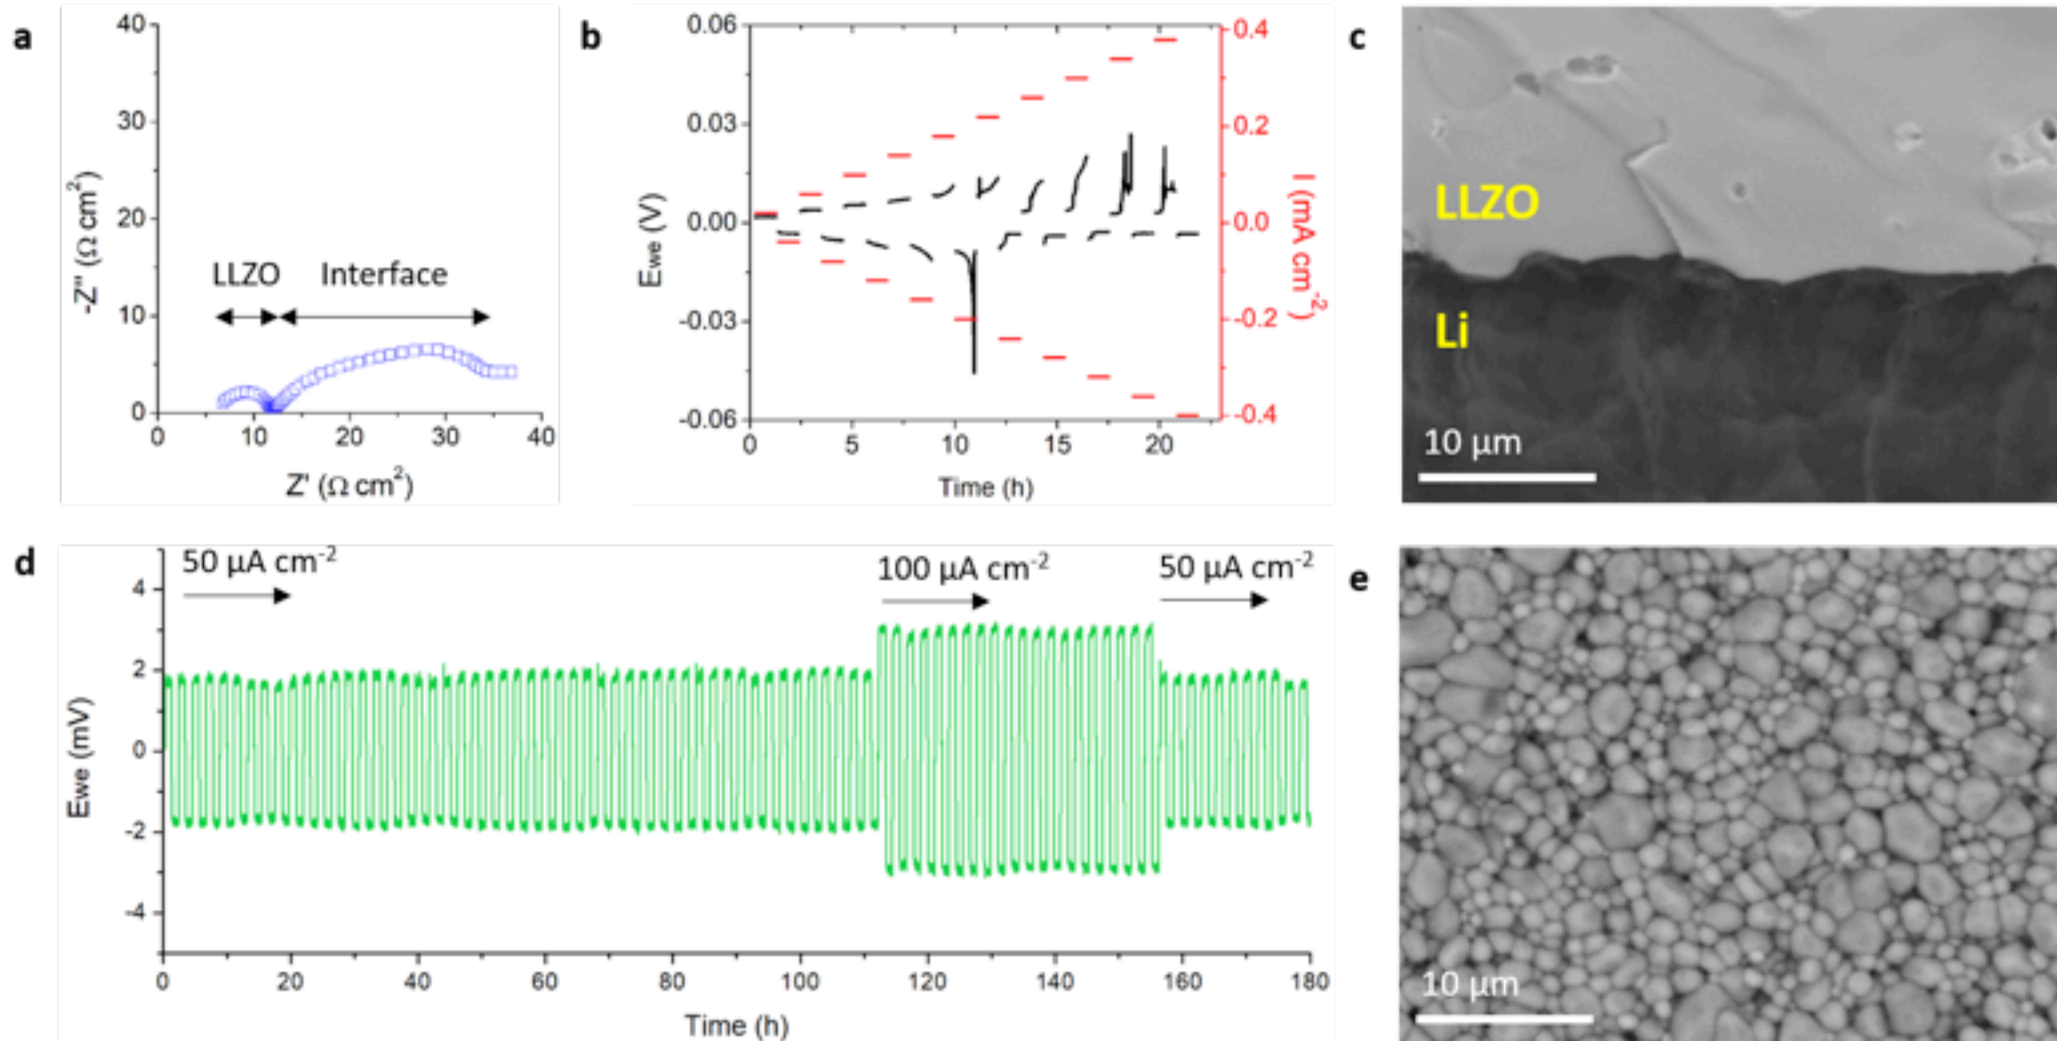 a
40
30
20
10
0
-Z'' (Ω cm²)
LLZO Interface
0 10 20 30 40
Z' (Ω cm²)
b
0.06
0.03
0.00
-0.03
-0.06
Ewe (V)
0.4
0.2
0.0
-0.2
-0.4
I (mA cm⁻²)
0 5 10 15 20
Time (h)
c
LLZO
Li
10 µm
d
50 µA cm⁻²
100 µA cm⁻²
50 µA cm⁻²
4
2
0
-2
-4
Ewe (mV)
0 20 40 60 80 100 120 140 160 180
Time (h)
e
10 µm